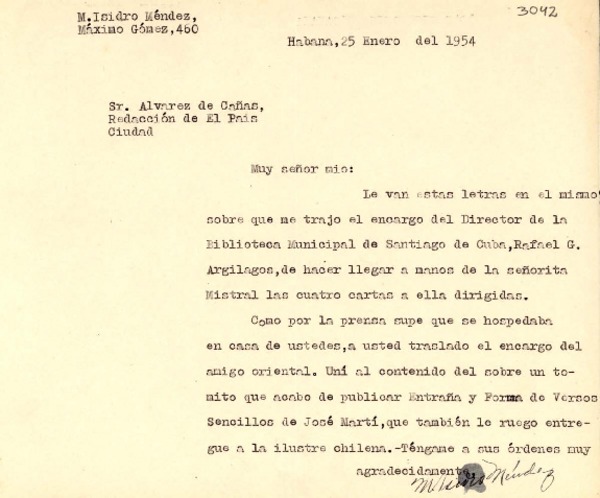 3042
M.Isidro Méndez,
Máximo Gómez,460
Habana,25 Enero del 1954
Sr. Alvarez de Cañas,
Redacción de El Pais
Ciudad
Muy señor mio:
Le van estas letras en el mismo
sobre que me trajo el encargo del Director de la
Biblioteca Municipal de Santiago de Cuba,Rafael G.
Argilagos,de hacer llegar a manos de la señorita
Mistral las cuatro cartas a ella dirigidas.
Como por la prensa supe que se hospedaba
en casa de ustedes,a usted traslado el encargo del
amigo oriental. Uní al contenido del sobre un to-
mito que acabo de publicar Entraña y Forma de Versos
Sencillos de José Martí,que también le ruego entre-
gue a la ilustre chilena.-Téngame a sus órdenes muy
agradecidamente
M Isidro Méndez